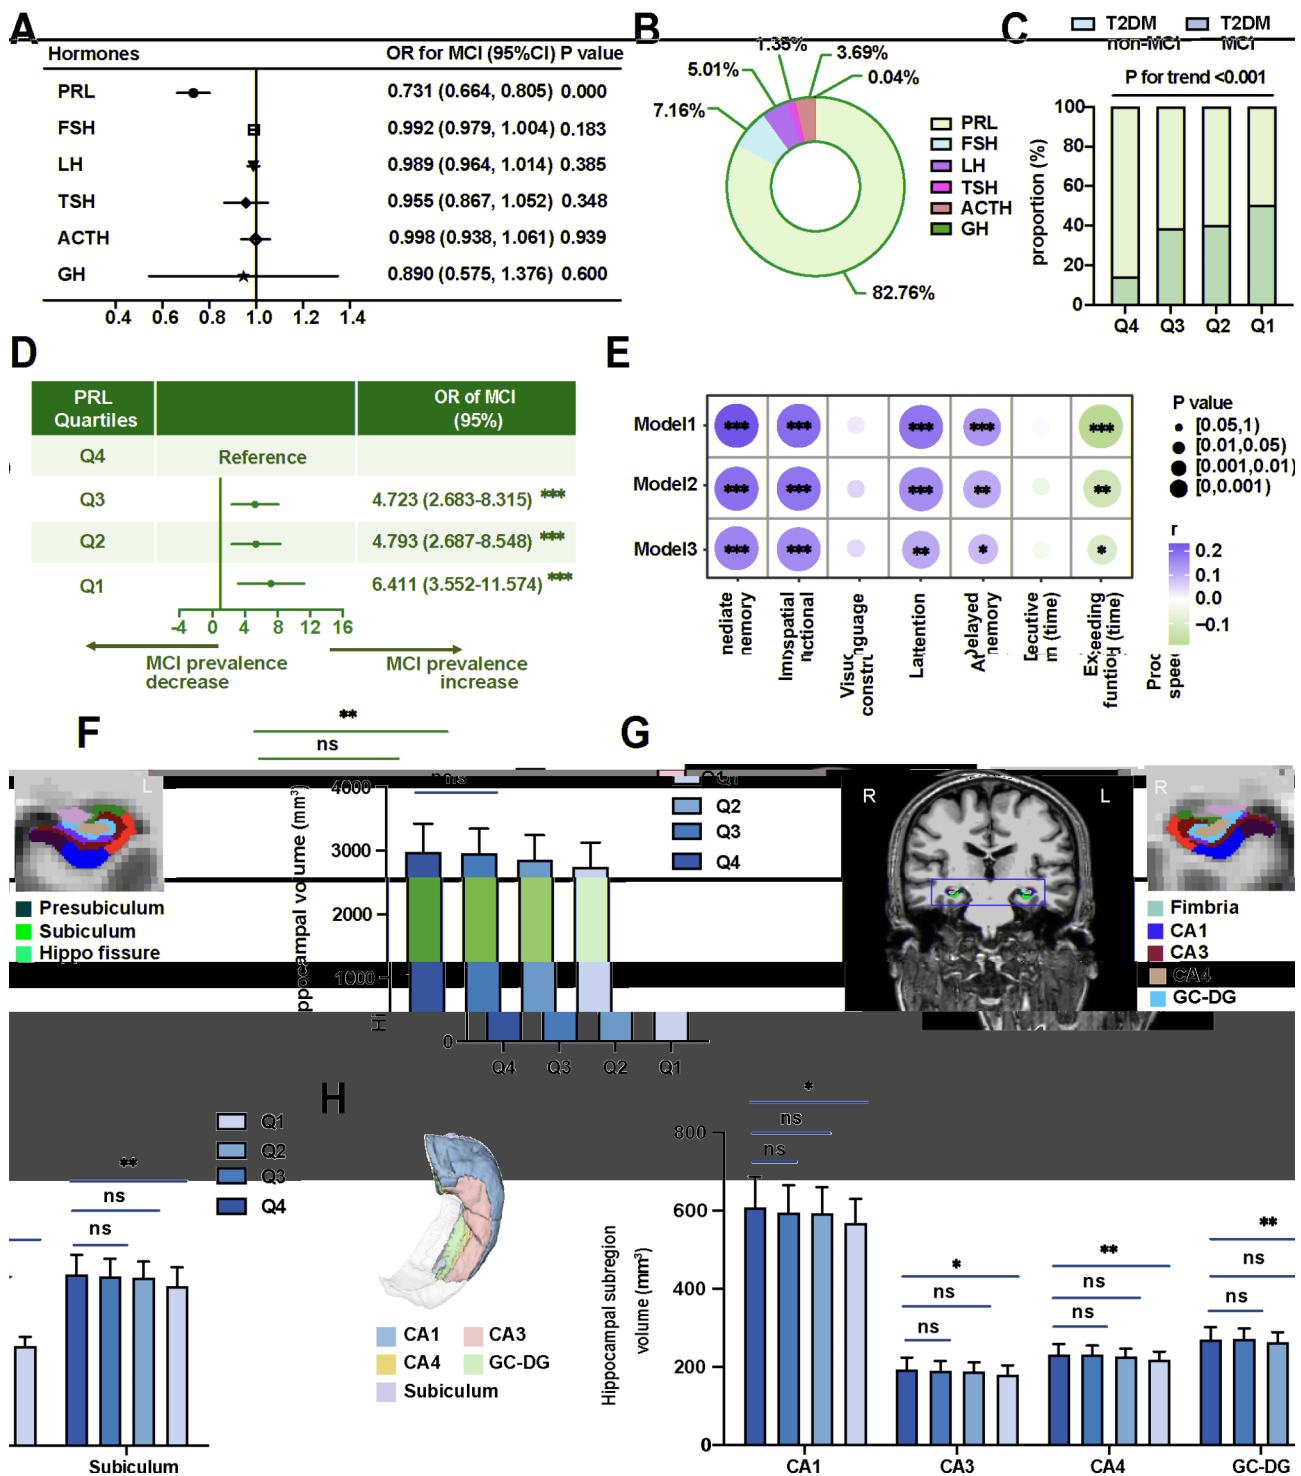 A
Hormones OR for MCI (95%CI) P value
PRL 0.731 (0.664, 0.805) 0.000
FSH 0.992 (0.979, 1.004) 0.183
LH 0.989 (0.964, 1.014) 0.385
TSH 0.955 (0.867, 1.052) 0.348
ACTH 0.998 (0.938, 1.061) 0.939
GH 0.890 (0.575, 1.376) 0.600
0.4 0.6 0.8 1.0 1.2 1.4
B
1.35%
3.69%
5.01%
0.04%
7.16%
82.76%
PRL
FSH
LH
TSH
ACTH
GH
C
T2DM T2DM
non-MCI MCI
P for trend <0.001
proportion (%)
100
80
60
40
20
0
Q4 Q3 Q2 Q1
D
PRL Quartiles
OR of MCI (95%)
Q4 Reference
Q3 4.723 (2.683-8.315) ***
Q2 4.793 (2.687-8.548) ***
Q1 6.411 (3.552-11.574) ***
-4 0 4 8 12 16
MCI prevalence decrease
MCI prevalence increase
E
Model1 *** *** *** *** ***
Model2 *** *** *** ** **
Model3 *** *** ** * *
P value
[0.05,1)
[0.01,0.05)
[0.001,0.01)
[0,0.001)
r
0.2
0.1
0.0
−0.1
F
**
ns
ns
L
Presubiculum
Subiculum
Hippo fissure
ppocampal volume (mm³)
Hi
4000
3000
2000
1000
0
Q4 Q3 Q2 Q1
Q1
Q2
Q3
Q4
G
R L
R
Fimbria
CA1
CA3
CA4
GC-DG
Q1
Q2
Q3
Q4
**
ns
ns
Subiculum
H
CA1 CA3
CA4 GC-DG
Subiculum
Hippocampal subregion
volume (mm³)
800
600
400
200
0
*
ns
ns
*
ns
ns
**
ns
ns
**
ns
ns
CA1 CA3 CA4 GC-DG